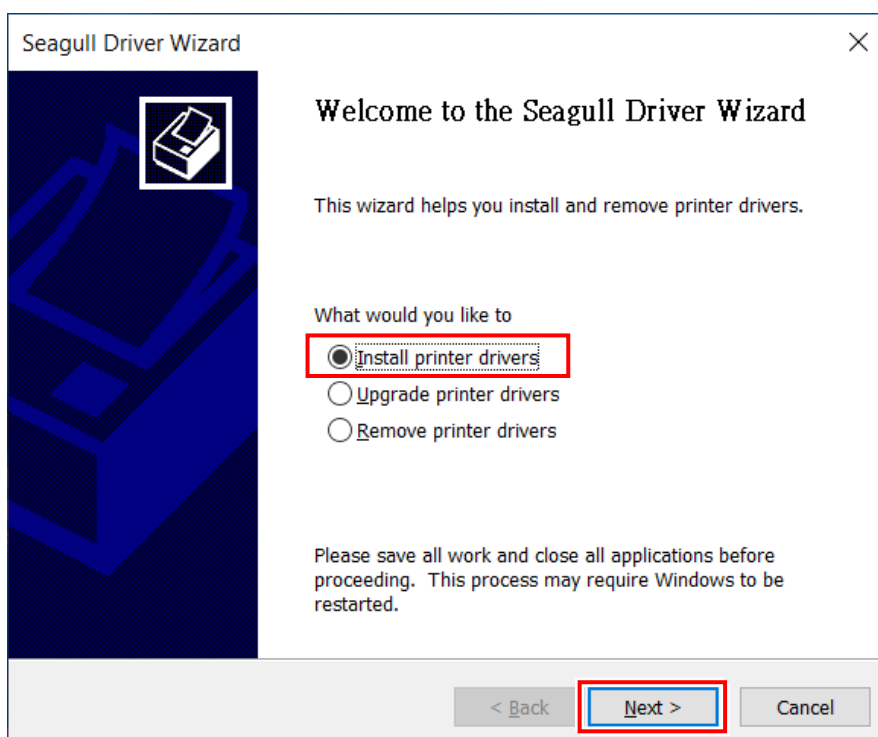 Seagull Driver Wizard
Welcome to the Seagull Driver Wizard
This wizard helps you install and remove printer drivers.
What would you like to
Install printer drivers
Upgrade printer drivers
Remove printer drivers
Please save all work and close all applications before
proceeding. This process may require Windows to be
restarted.
< Back
Next >
Cancel